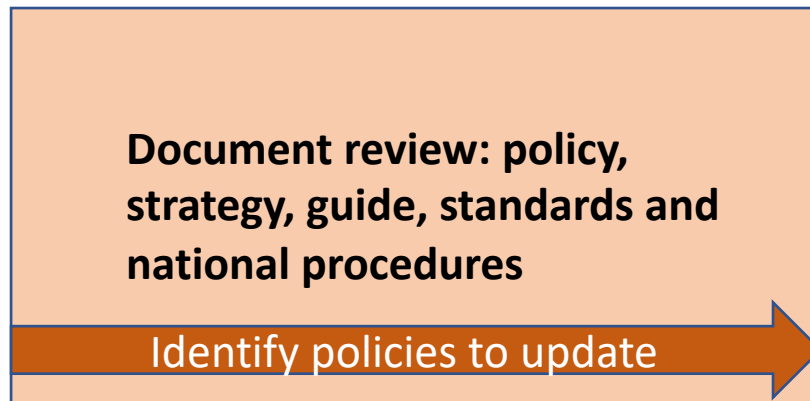 Document review: policy,
strategy, guide, standards and
national procedures
Identify policies to update